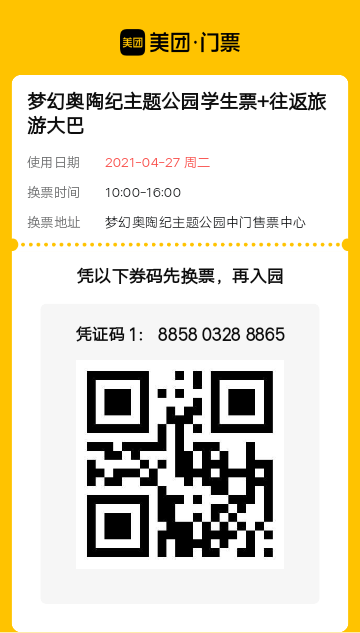 美团 美团·门票
梦幻奥陶纪主题公园学生票+往返旅
游大巴
使用日期 2021-04-27 周二
换票时间 10:00-16:00
换票地址 梦幻奥陶纪主题公园中门售票中心
凭以下券码先换票，再入园
凭证码 1： 8858 0328 8865